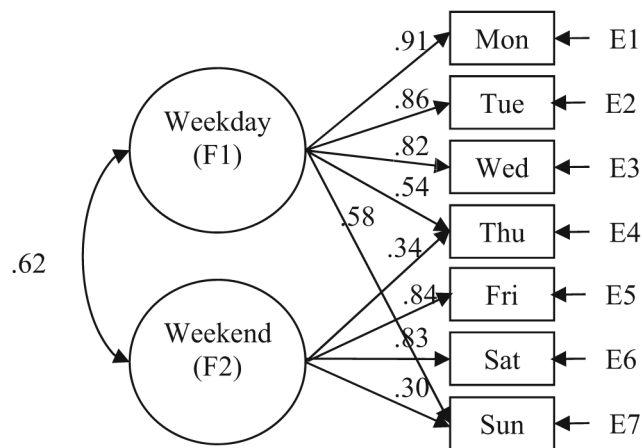 .91
Mon
E1
Weekday
(F1)
.86
Tue
E2
.82
Wed
E3
.54
.58
Thu
E4
.34
.62
Weekend
(F2)
.84
Fri
E5
.83
Sat
E6
.30
Sun
E7